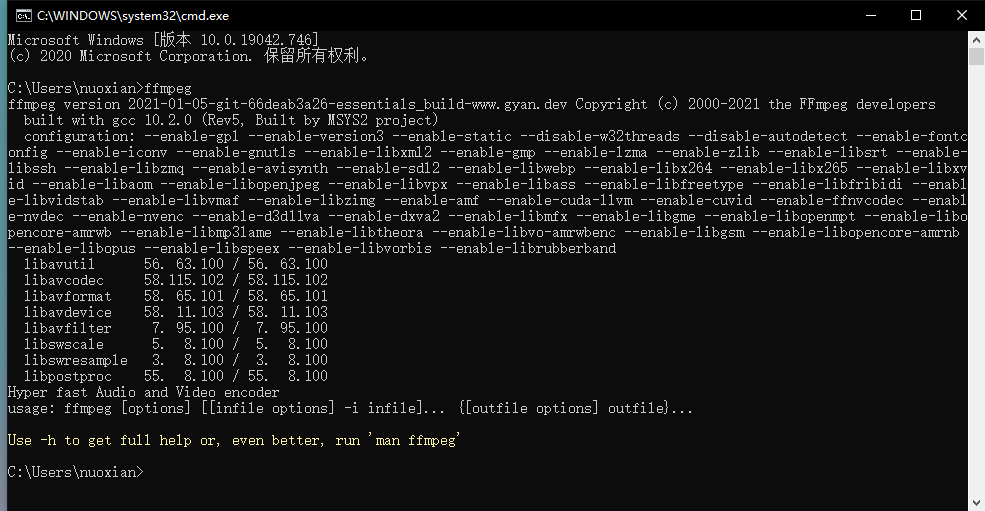 C:\WINDOWS\system32\cmd.exe
Microsoft Windows [版本 10.0.19042.746]
(c) 2020 Microsoft Corporation. 保留所有权利。
C:\Users\nuoxian>ffmpeg
ffmpeg version 2021-01-05-git-66deab3a26-essentials_build-www.gyan.dev Copyright (c) 2000-2021 the FFmpeg developers
  built with gcc 10.2.0 (Rev5, Built by MSYS2 project)
  configuration: --enable-gpl --enable-version3 --enable-static --disable-w32threads --disable-autodetect --enable-fontc
onfig --enable-iconv --enable-gnutls --enable-libxml2 --enable-gmp --enable-lzma --enable-zlib --enable-libsrt --enable-
libssh --enable-libzmq --enable-avisynth --enable-sdl2 --enable-libwebp --enable-libx264 --enable-libx265 --enable-libxv
id --enable-libaom --enable-libopenjpeg --enable-libvpx --enable-libass --enable-libfreetype --enable-libfribidi --enabl
e-libvidstab --enable-libvmaf --enable-libzimg --enable-amf --enable-cuda-llvm --enable-cuvid --enable-ffnvcodec --enabl
e-nvdec --enable-nvenc --enable-d3d11va --enable-dxva2 --enable-libmfx --enable-libgme --enable-libopenmpt --enable-libo
pencore-amrwb --enable-libmp3lame --enable-libtheora --enable-libvo-amrwbenc --enable-libgsm --enable-libopencore-amrnb
--enable-libopus --enable-libspeex --enable-libvorbis --enable-librubberband
  libavutil      56. 63.100 / 56. 63.100
  libavcodec     58.115.102 / 58.115.102
  libavformat    58. 65.101 / 58. 65.101
  libavdevice    58. 11.103 / 58. 11.103
  libavfilter     7. 95.100 /  7. 95.100
  libswscale      5.  8.100 /  5.  8.100
  libswresample   3.  8.100 /  3.  8.100
  libpostproc    55.  8.100 / 55.  8.100
Hyper fast Audio and Video encoder
usage: ffmpeg [options] [[infile options] -i infile]... {[outfile options] outfile}...
Use -h to get full help or, even better, run 'man ffmpeg'
C:\Users\nuoxian>